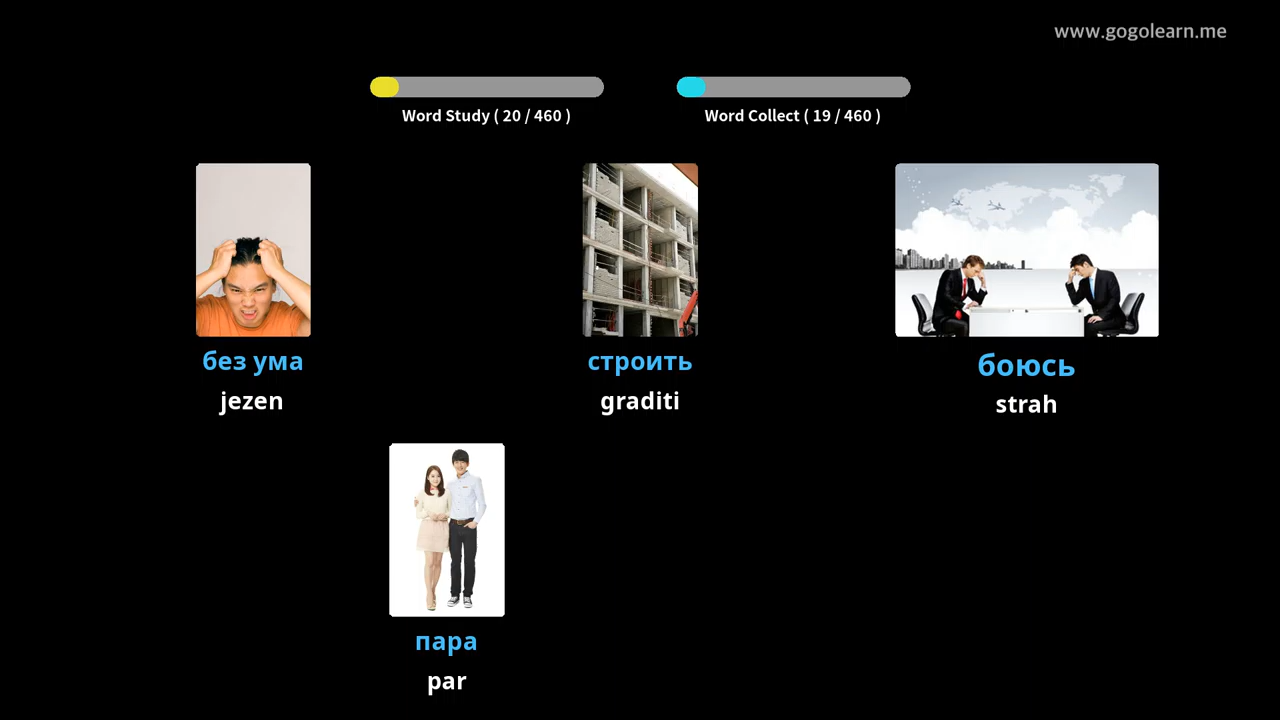 www.gogolearn.me
Word Study ( 20 / 460 )
Word Collect ( 19 / 460 )
без ума
jezen
строить
graditi
боюсь
strah
пара
par